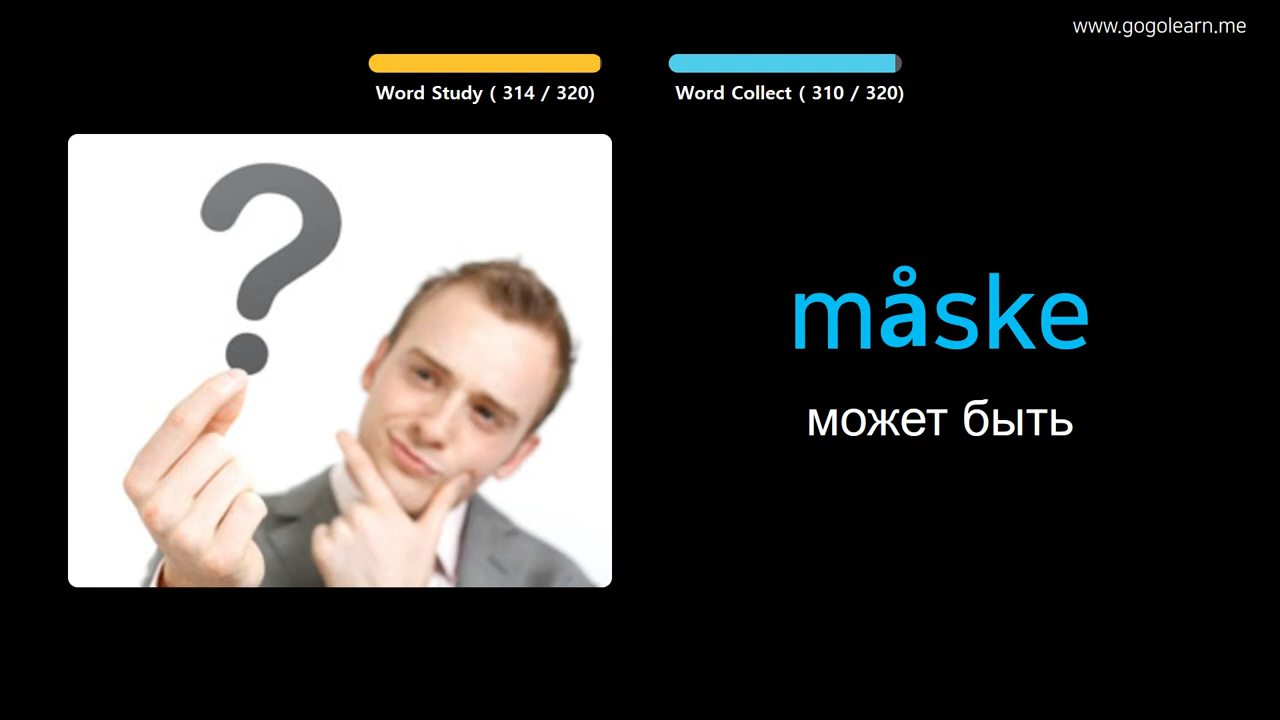 www.gogolearn.me
Word Study ( 314 / 320)
Word Collect ( 310 / 320)
måske
может быть